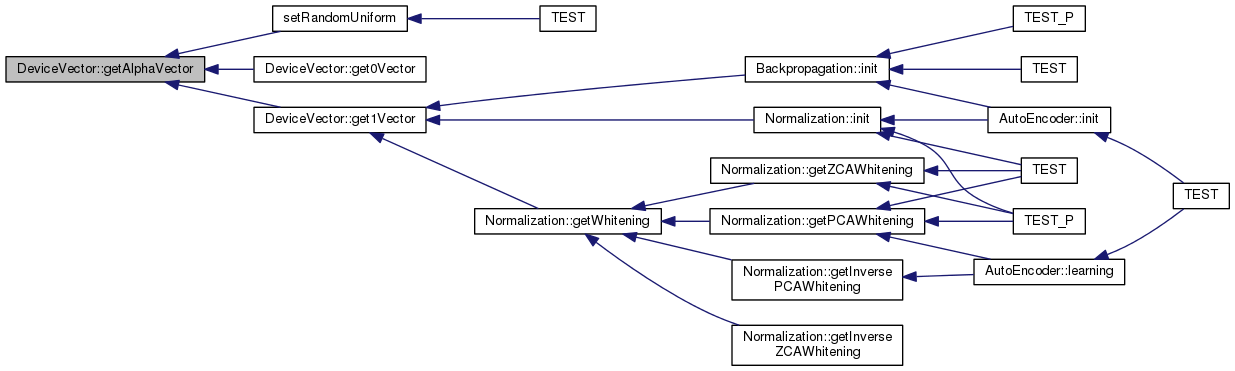 setRandomUniform
TEST
TEST_P
DeviceVector::getAlphaVector
DeviceVector::get0Vector
Backpropagation::init
TEST
DeviceVector::get1Vector
Normalization::init
AutoEncoder::init
Normalization::getZCAWhitening
TEST
TEST
Normalization::getWhitening
Normalization::getPCAWhitening
TEST_P
Normalization::getInverse
PCAWhitening
AutoEncoder::learning
Normalization::getInverse
ZCAWhitening